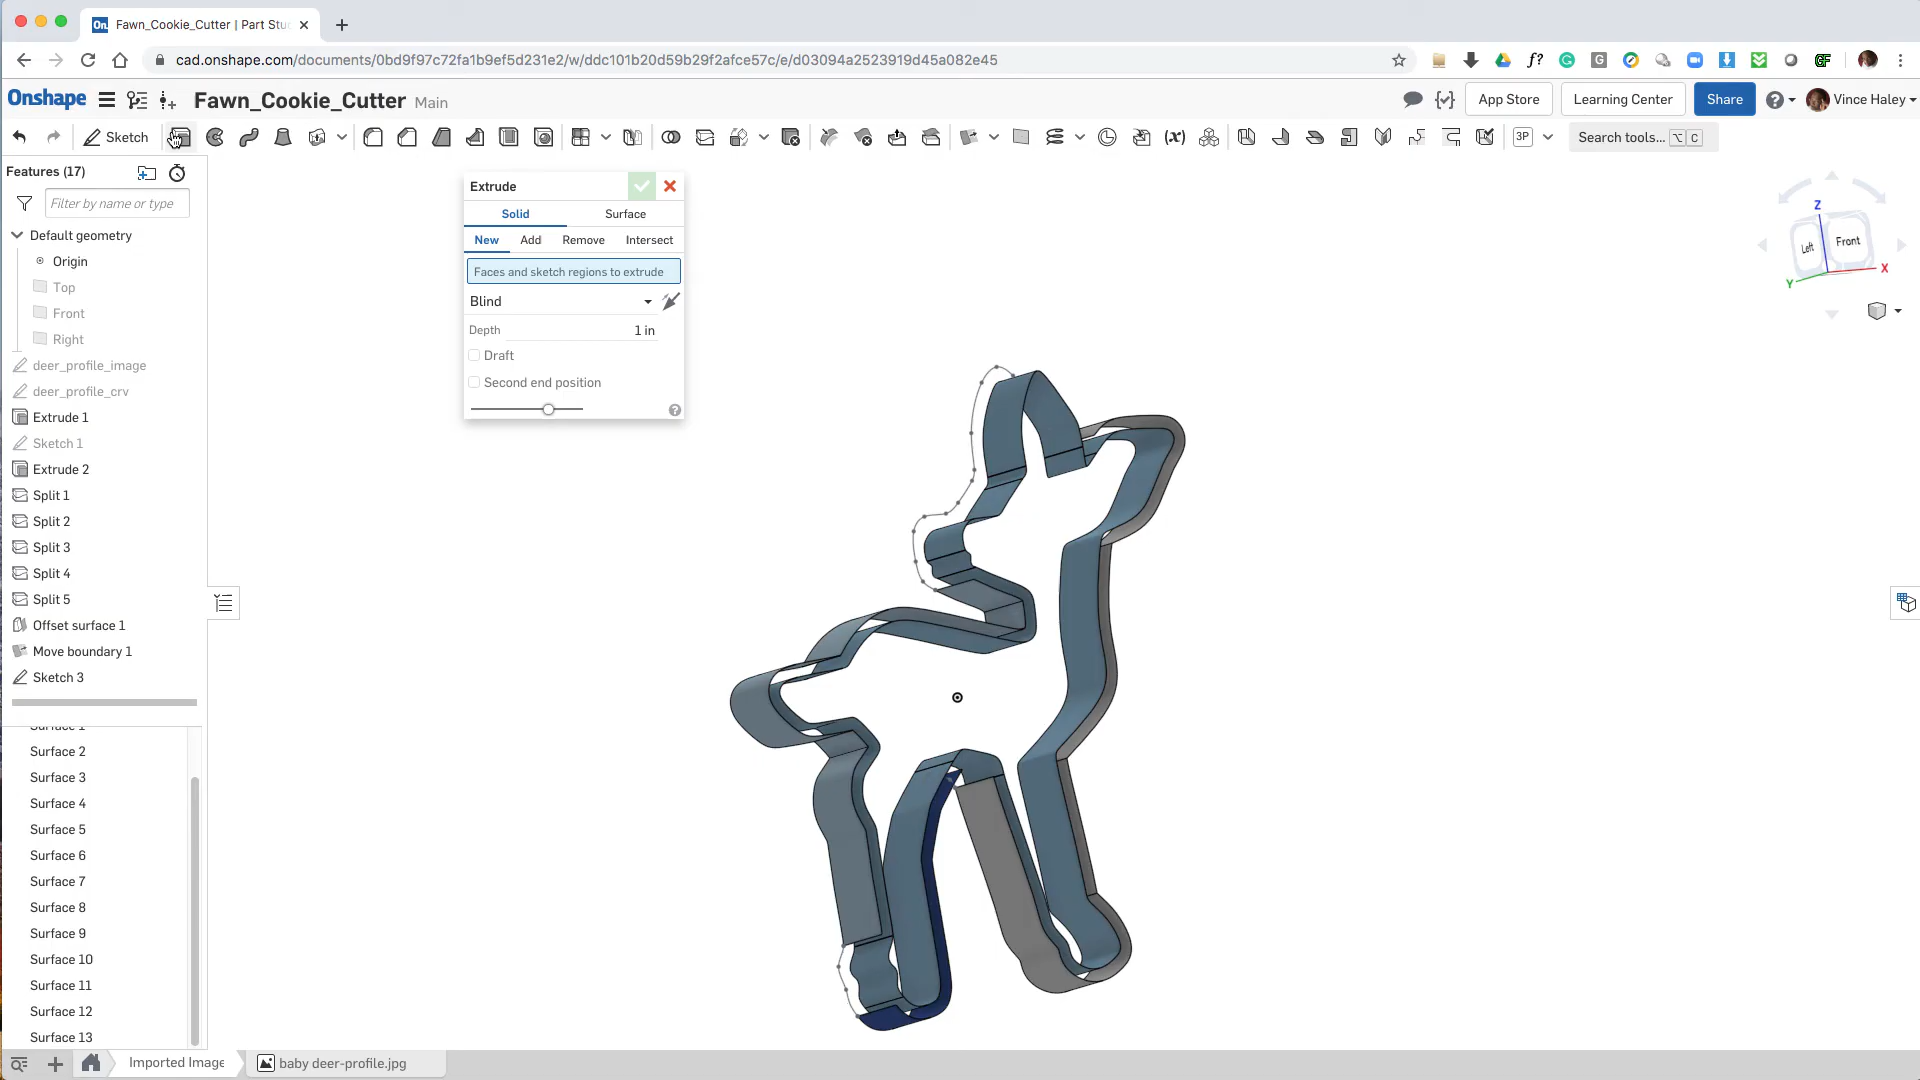 Fawn_Cookie_Cutter | Part Stu
cad.onshape.com/documents/0bd9f97c72fa1b9ef5d231e2/w/ddc101b20d59b29f2afce57c/e/d03094a2523919d45a082e45
Onshape
Fawn_Cookie_Cutter Main
App Store
Learning Center
Share
Vince Haley
Sketch
3P
Search tools... ⌥ C
Features (17)
Filter by name or type
Default geometry
Origin
Top
Front
Right
deer_profile_image
deer_profile_crv
Extrude 1
Sketch 1
Extrude 2
Split 1
Split 2
Split 3
Split 4
Split 5
Offset surface 1
Move boundary 1
Sketch 3
Surface 1
Surface 2
Surface 3
Surface 4
Surface 5
Surface 6
Surface 7
Surface 8
Surface 9
Surface 10
Surface 11
Surface 12
Surface 13
Extrude
Solid Surface
New Add Remove Intersect
Faces and sketch regions to extrude
Blind
Depth 1 in
Draft
Second end position
Z
Left Front
X
Y
Imported Image
baby deer-profile.jpg